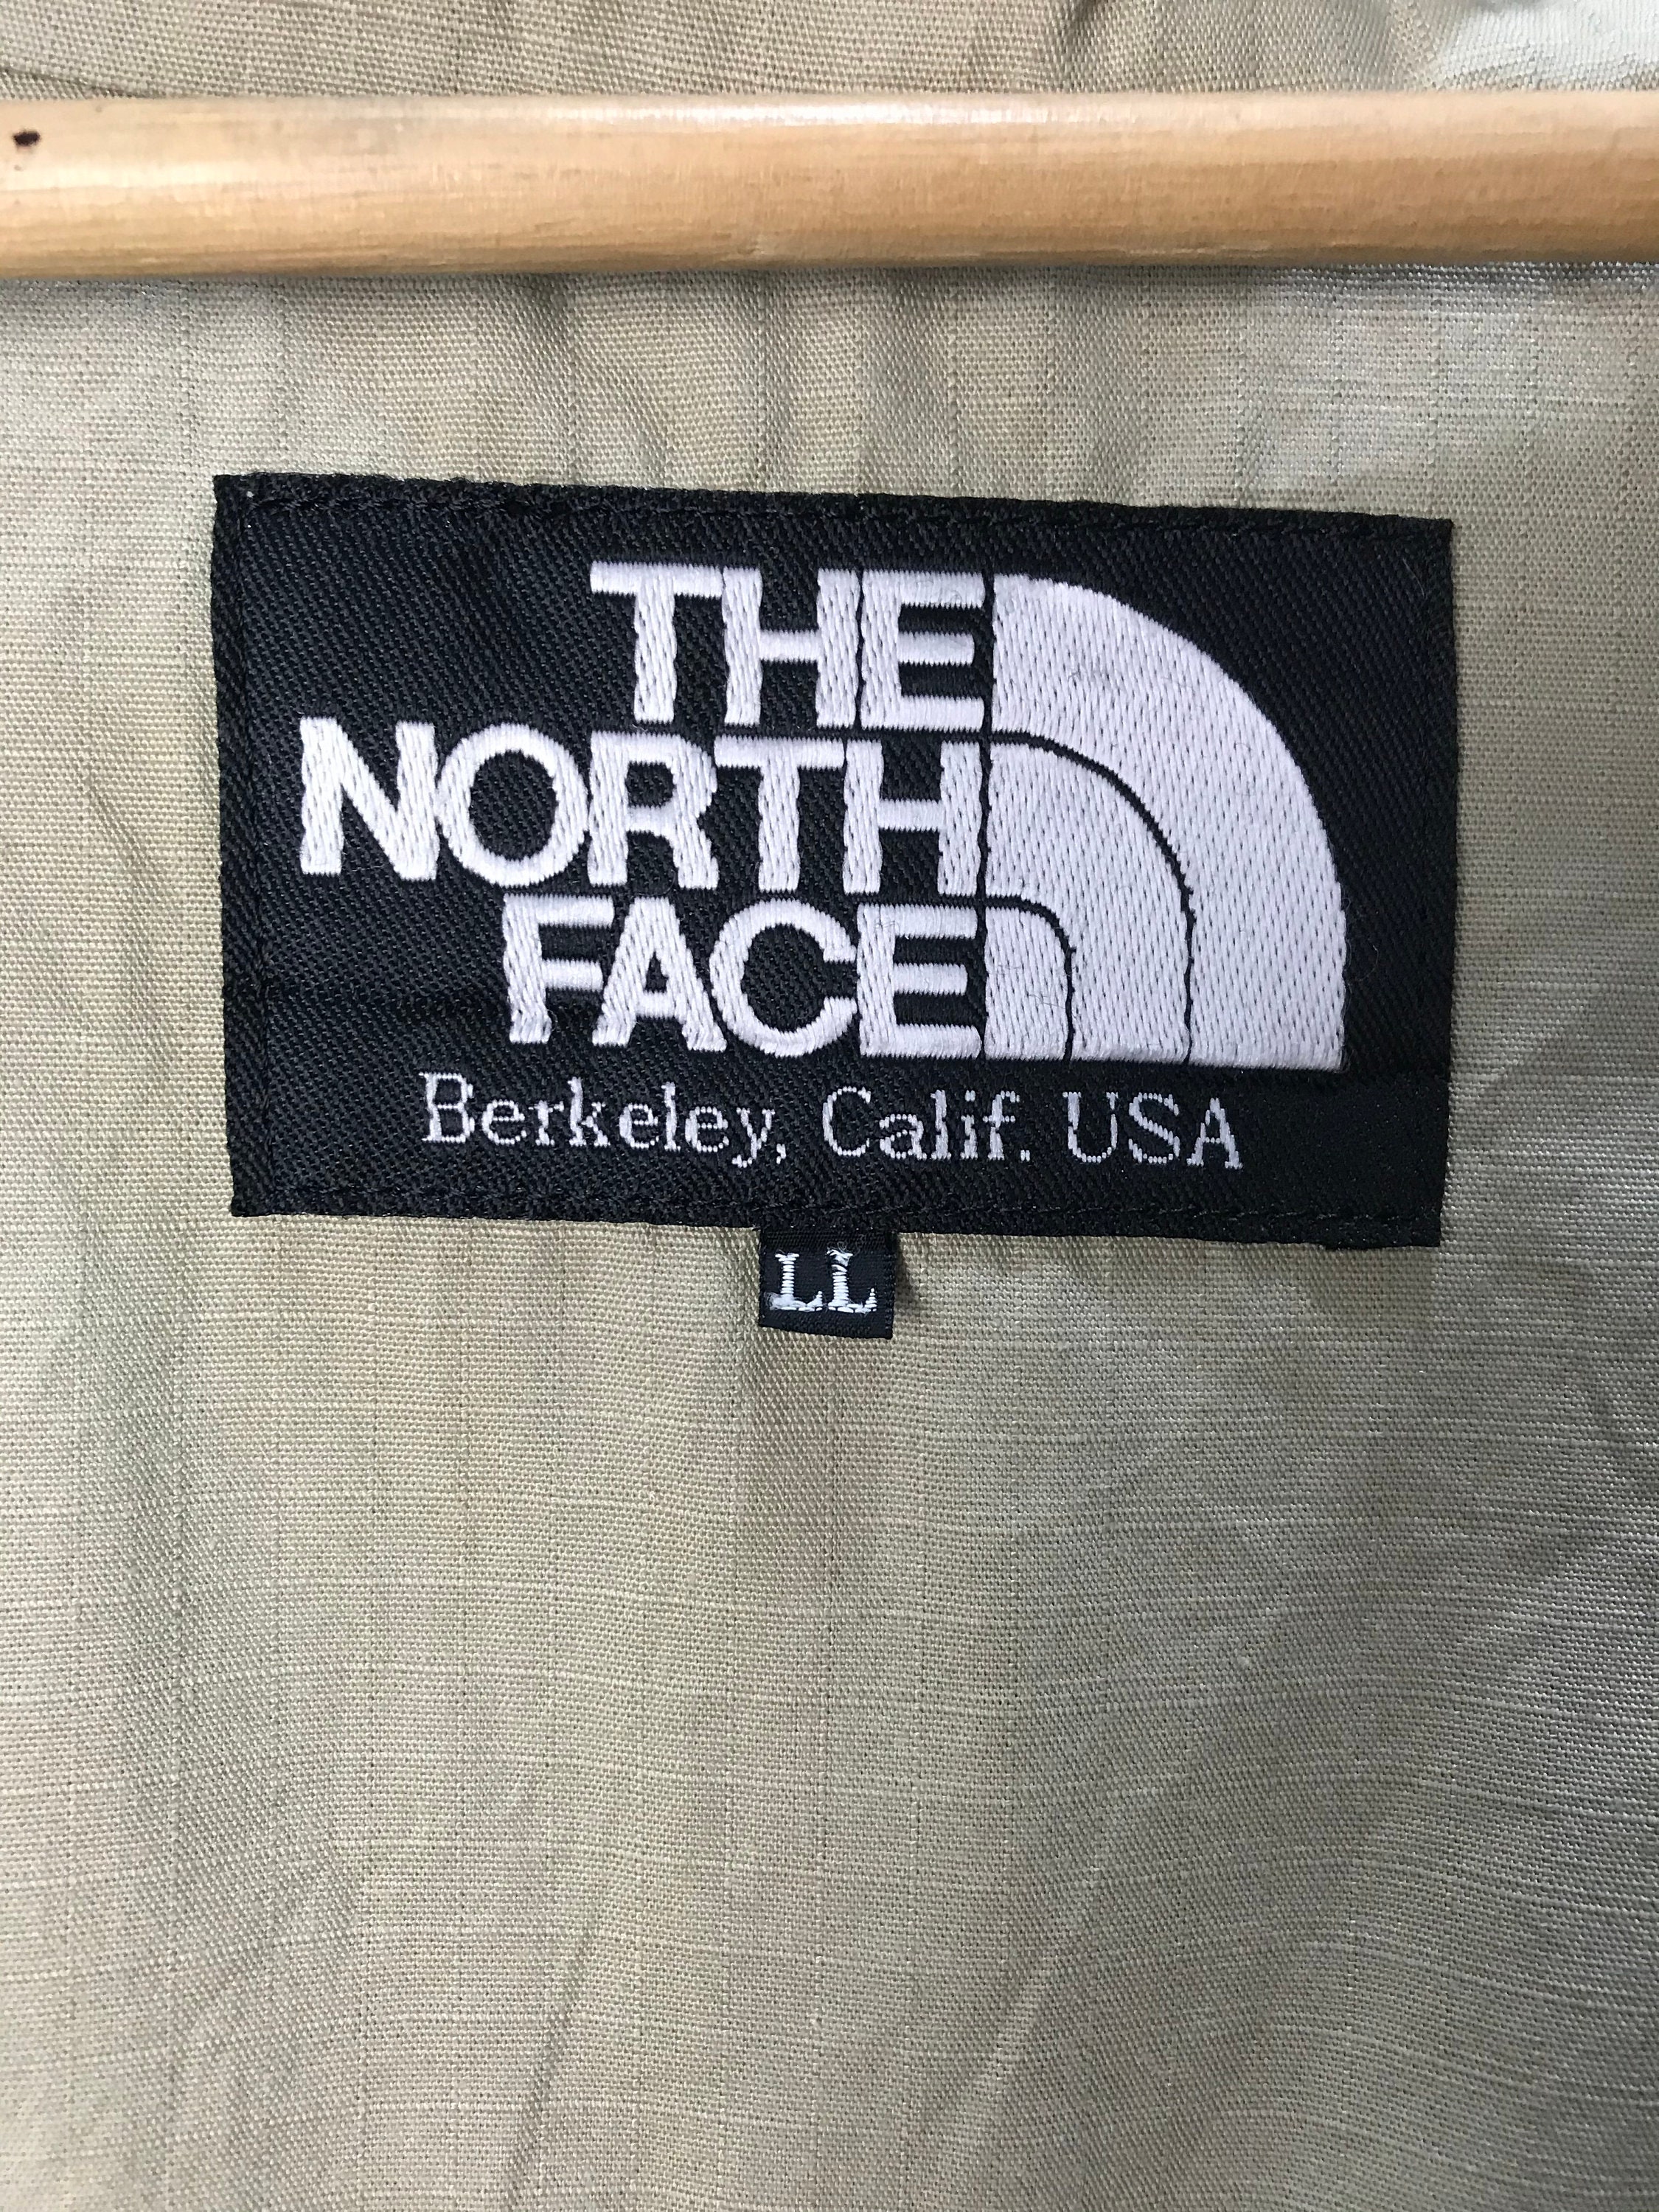 THE
NORTH
FACE
Berkeley, Calif. USA
LL